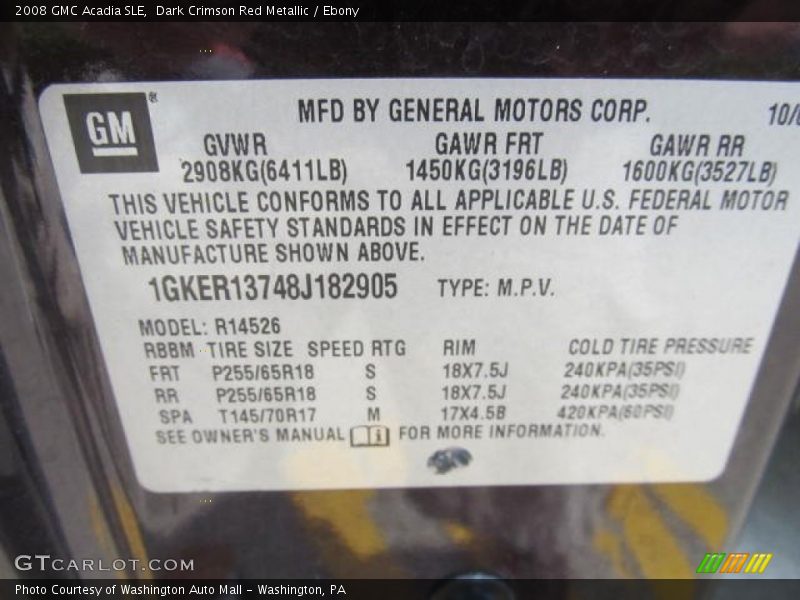 2008 GMC Acadia SLE, Dark Crimson Red Metallic / Ebony
GM®
MFD BY GENERAL MOTORS CORP.
GVWR GAWR FRT GAWR RR
2908KG(6411LB) 1450KG(3196LB) 1600KG(3527LB)
THIS VEHICLE CONFORMS TO ALL APPLICABLE U.S. FEDERAL MOTOR
VEHICLE SAFETY STANDARDS IN EFFECT ON THE DATE OF
MANUFACTURE SHOWN ABOVE.
1GKER13748J182905 TYPE: M.P.V.
MODEL: R14526
RBBM TIRE SIZE SPEED RTG RIM COLD TIRE PRESSURE
FRT P255/65R18 S 18X7.5J 240KPA(35PSI)
RR P255/65R18 S 18X7.5J 240KPA(35PSI)
SPA T145/70R17 M 17X4.5B 420KPA(60PSI)
SEE OWNER'S MANUAL i FOR MORE INFORMATION.
GTCARLOT.COM
Photo Courtesy of Washington Auto Mall - Washington, PA